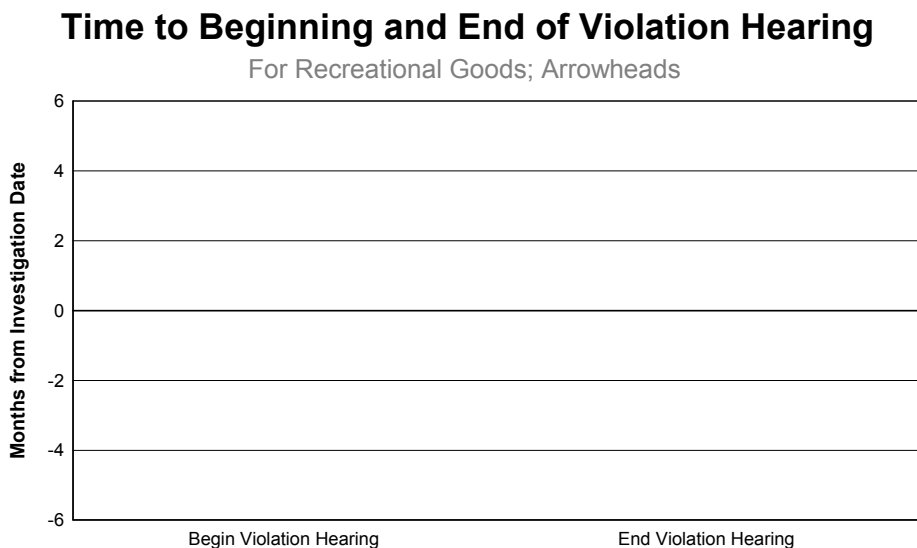 Time to Beginning and End of Violation Hearing
For Recreational Goods; Arrowheads
Months from Investigation Date
6
4
2
0
-2
-4
-6
Begin Violation Hearing
End Violation Hearing